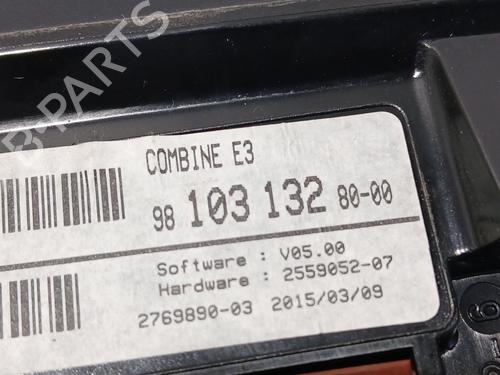 B-PARTS
COMBINE E3
98 103 132 80-00
Software : V05.00
Hardware : 2559052-07
2769890-03 2015/03/09